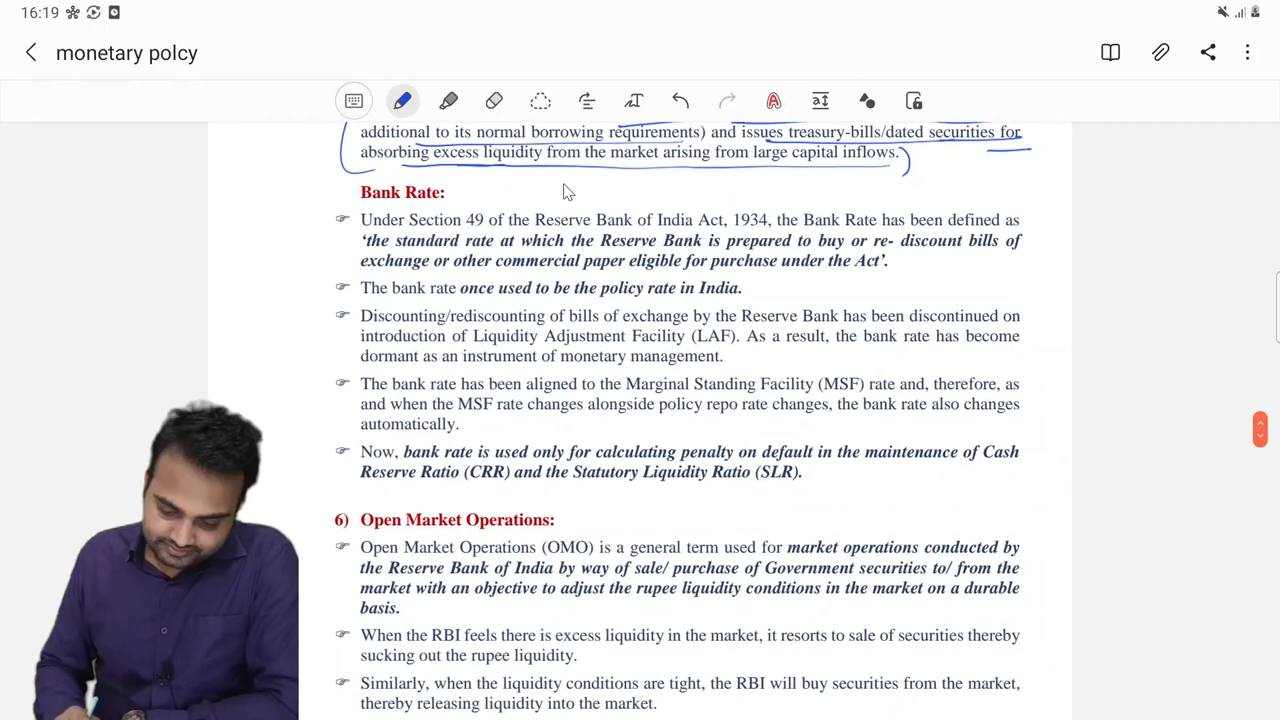 16:19
monetary polcy
additional to its normal borrowing requirements) and issues treasury-bills/dated securities for
absorbing excess liquidity from the market arising from large capital inflows.
Bank Rate:
Under Section 49 of the Reserve Bank of India Act, 1934, the Bank Rate has been defined as
‘the standard rate at which the Reserve Bank is prepared to buy or re- discount bills of
exchange or other commercial paper eligible for purchase under the Act’.
The bank rate once used to be the policy rate in India.
Discounting/rediscounting of bills of exchange by the Reserve Bank has been discontinued on
introduction of Liquidity Adjustment Facility (LAF). As a result, the bank rate has become
dormant as an instrument of monetary management.
The bank rate has been aligned to the Marginal Standing Facility (MSF) rate and, therefore, as
and when the MSF rate changes alongside policy repo rate changes, the bank rate also changes
automatically.
Now, bank rate is used only for calculating penalty on default in the maintenance of Cash
Reserve Ratio (CRR) and the Statutory Liquidity Ratio (SLR).
6) Open Market Operations:
Open Market Operations (OMO) is a general term used for market operations conducted by
the Reserve Bank of India by way of sale/ purchase of Government securities to/ from the
market with an objective to adjust the rupee liquidity conditions in the market on a durable
basis.
When the RBI feels there is excess liquidity in the market, it resorts to sale of securities thereby
sucking out the rupee liquidity.
Similarly, when the liquidity conditions are tight, the RBI will buy securities from the market,
thereby releasing liquidity into the market.